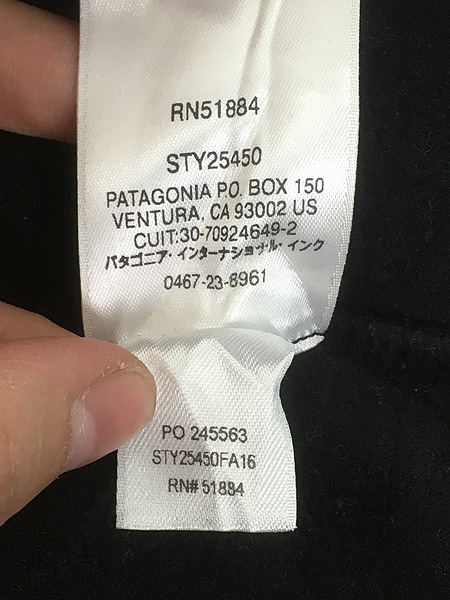 RN51884
STY25450
PATAGONIA P.O. BOX 150
VENTURA, CA 93002 US
CUIT:30-70924649-2
パタゴニア・インターナショナル・インク
0467-23-8961
PO 245563
STY25450FA16
RN# 51884